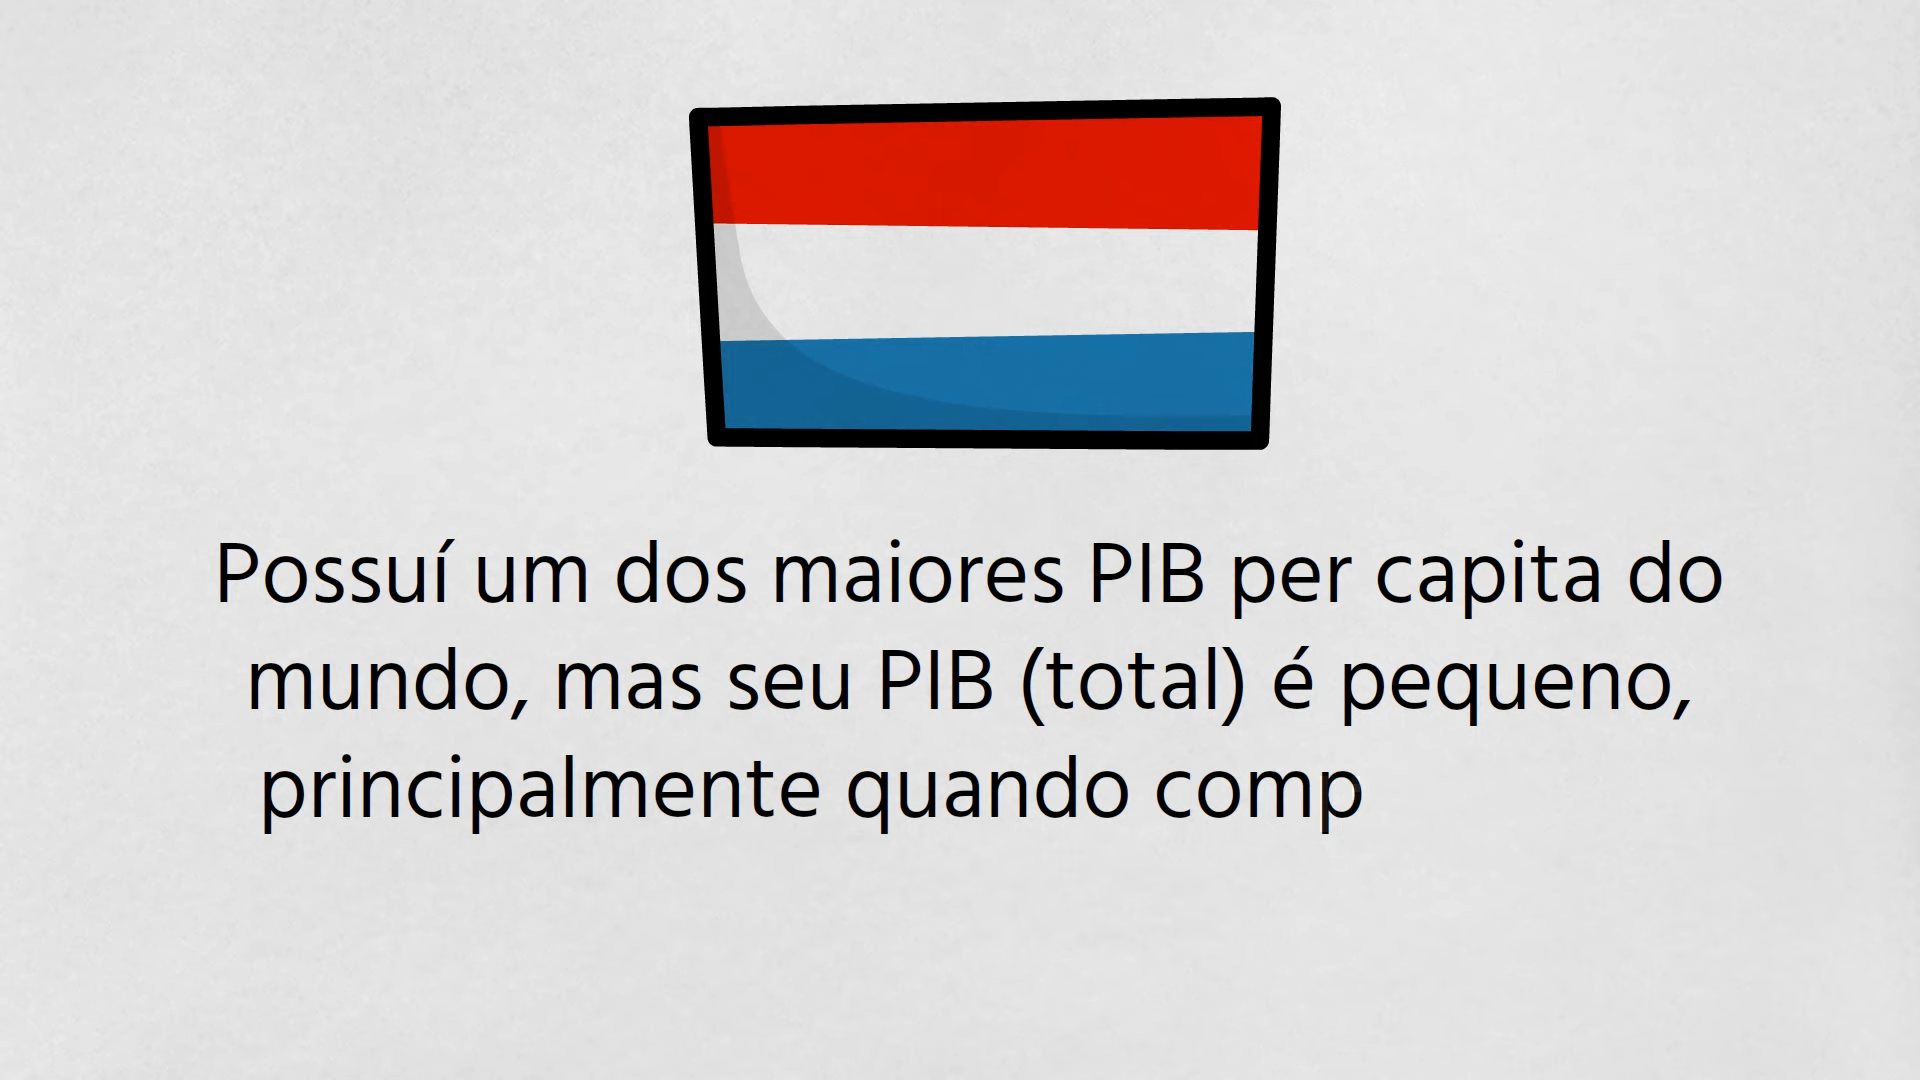 Possuí um dos maiores PIB per capita do
mundo, mas seu PIB (total) é pequeno,
principalmente quando comp